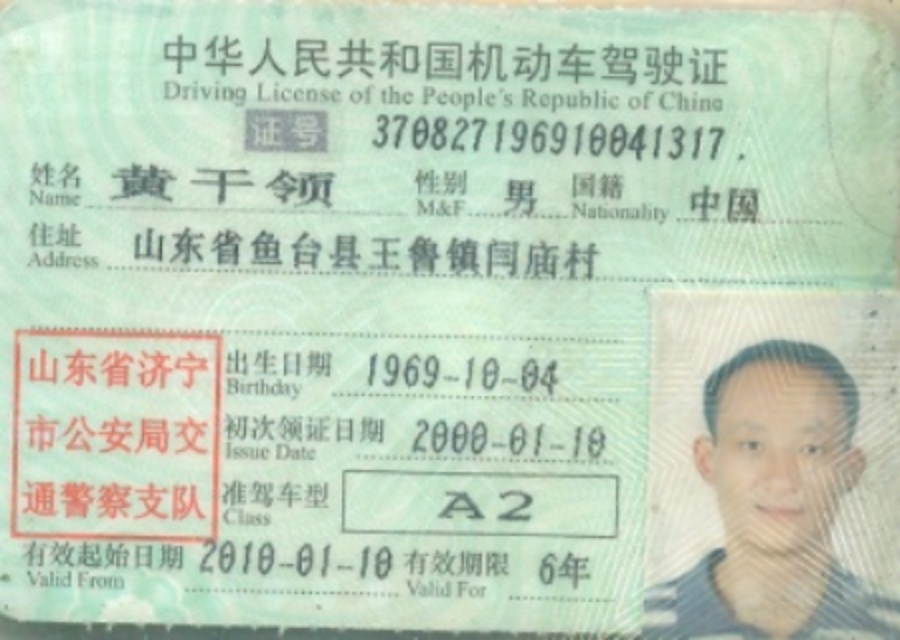 中华人民共和国机动车驾驶证
Driving License of the People's Republic of China
证号 370827196910041317
姓名 黄干领 性别 男 国籍 中国
Name M&F Nationality
住址 山东省鱼台县王鲁镇闫庙村
Address
山东省济宁
市公安局交
通警察支队
出生日期 1969-10-04
Birthday
初次领证日期 2000-01-10
Issue Date
准驾车型 A2
Class
有效起始日期 2010-01-10 有效期限 6年
Valid From Valid For